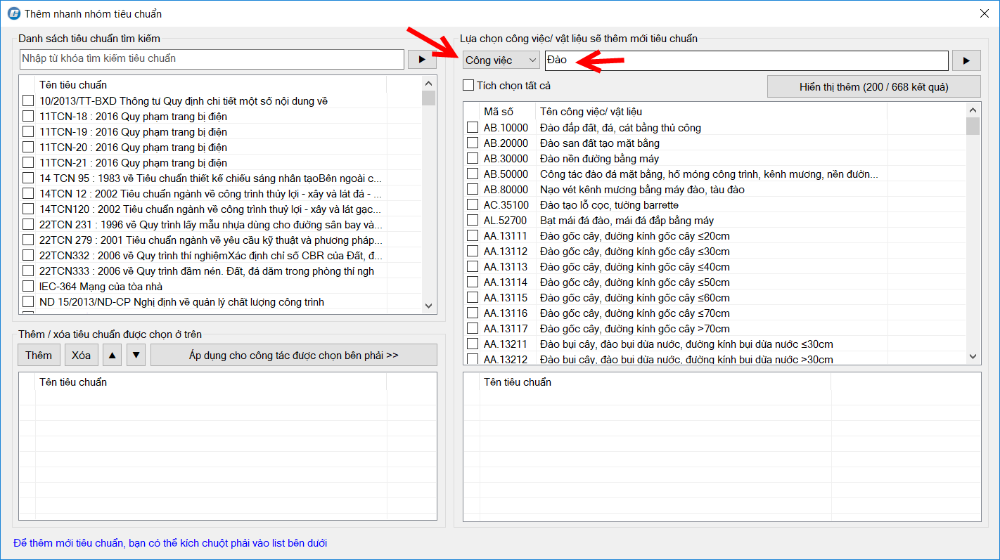 Thêm nhanh nhóm tiêu chuẩn
Danh sách tiêu chuẩn tìm kiếm
Nhập từ khóa tìm kiếm tiêu chuẩn
Tên tiêu chuẩn
10/2013/TT-BXD Thông tư Quy định chi tiết một số nội dung về
11TCN-18 : 2016 Quy phạm trang bị điện
11TCN-19 : 2016 Quy phạm trang bị điện
11TCN-20 : 2016 Quy phạm trang bị điện
11TCN-21 : 2016 Quy phạm trang bị điện
14 TCN 95 : 1983 về Tiêu chuẩn thiết kế chiếu sáng nhân tạoBên ngoài c...
14TCN 12 : 2002 Tiêu chuẩn ngành về công trình thủy lợi - xây và lát đá - ...
14TCN120 : 2002 Tiêu chuẩn ngành về công trình thuỷ lợi - xây và lát gạc...
22TCN 231 : 1996 về Quy trình lấy mẫu nhựa dùng cho đường sân bay và...
22TCN 279 : 2001 Tiêu chuẩn ngành về yêu cầu kỹ thuật và phương pháp...
22TCN332 : 2006 về Quy trình thí nghiệmXác định chỉ số CBR của Đất, đ...
22TCN333 : 2006 về Quy trình đầm nén. Đất, đá dăm trong phòng thí ngh
IEC-364 Mạng của tòa nhà
ND 15/2013/ND-CP Nghị định về quản lý chất lượng công trình
Thêm / xóa tiêu chuẩn được chọn ở trên
Thêm Xóa ▲ ▼ Áp dụng cho công tác được chọn bên phải >>
Tên tiêu chuẩn
Lựa chọn công việc/ vật liệu sẽ thêm mới tiêu chuẩn
Công việc Đào
Tích chọn tất cả Hiển thị thêm (200 / 668 kết quả)
Mã số Tên công việc/ vật liệu
AB.10000 Đào đắp đất, đá, cát bằng thủ công
AB.20000 Đào san đất tạo mặt bằng
AB.30000 Đào nền đường bằng máy
AB.50000 Công tác đào đá mặt bằng, hố móng công trình, kênh mương, nền đườn...
AB.80000 Nạo vét kênh mương bằng máy đào, tàu đào
AC.35100 Đào tạo lỗ cọc, tường barrette
AL.52700 Bạt mái đá đào, mái đá đắp bằng máy
AA.13111 Đào gốc cây, đường kính gốc cây ≤20cm
AA.13112 Đào gốc cây, đường kính gốc cây ≤30cm
AA.13113 Đào gốc cây, đường kính gốc cây ≤40cm
AA.13114 Đào gốc cây, đường kính gốc cây ≤50cm
AA.13115 Đào gốc cây, đường kính gốc cây ≤60cm
AA.13116 Đào gốc cây, đường kính gốc cây ≤70cm
AA.13117 Đào gốc cây, đường kính gốc cây >70cm
AA.13211 Đào bụi cây, đào bụi dừa nước, đường kính bụi dừa nước ≤30cm
AA.13212 Đào bụi cây, đào bụi dừa nước, đường kính bụi dừa nước >30cm
Tên tiêu chuẩn
Để thêm mới tiêu chuẩn, bạn có thể kích chuột phải vào list bên dưới